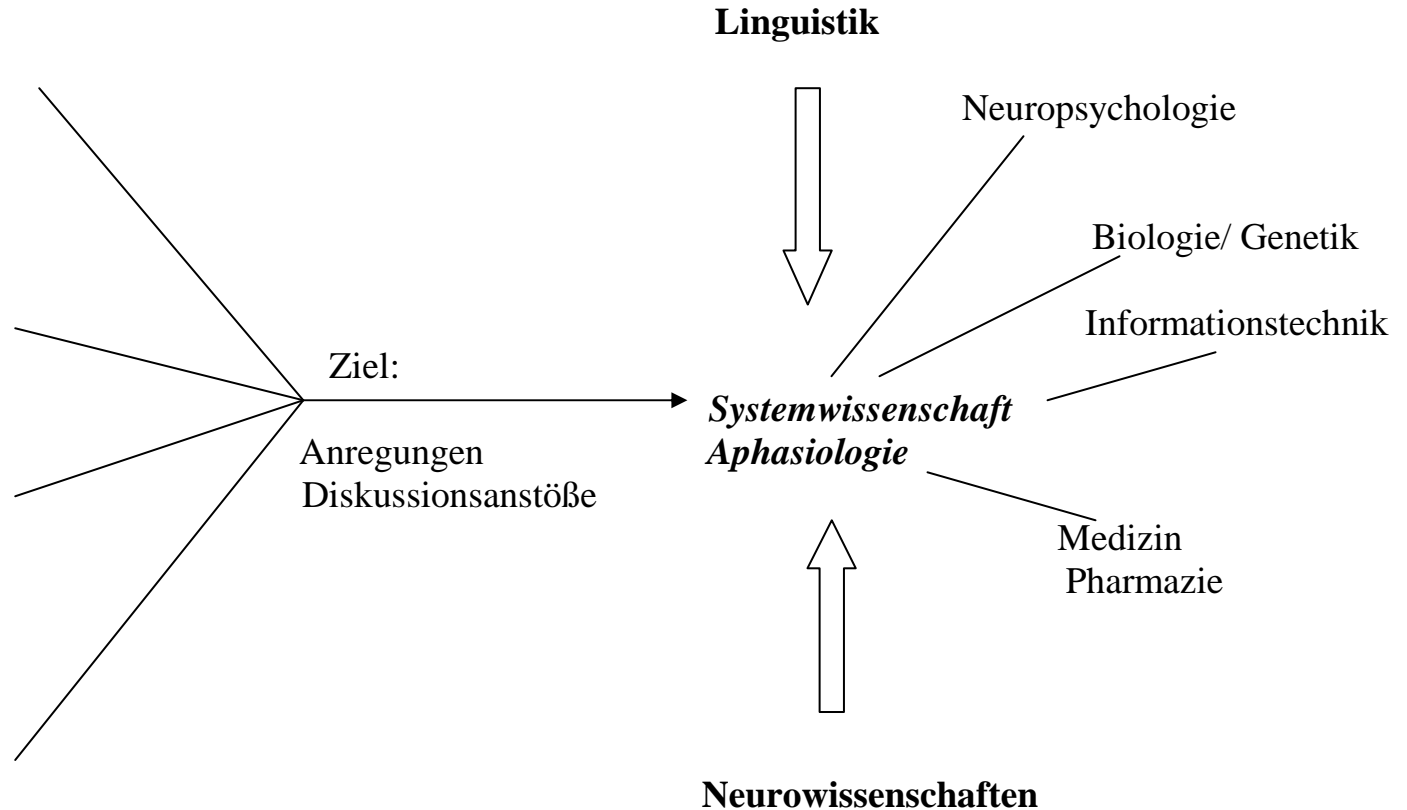 Linguistik
Neuropsychologie
Biologie/ Genetik
Informationstechnik
Ziel:
Systemwissenschaft
Aphasiologie
Anregungen
Diskussionsanstöße
Medizin
Pharmazie
Neurowissenschaften